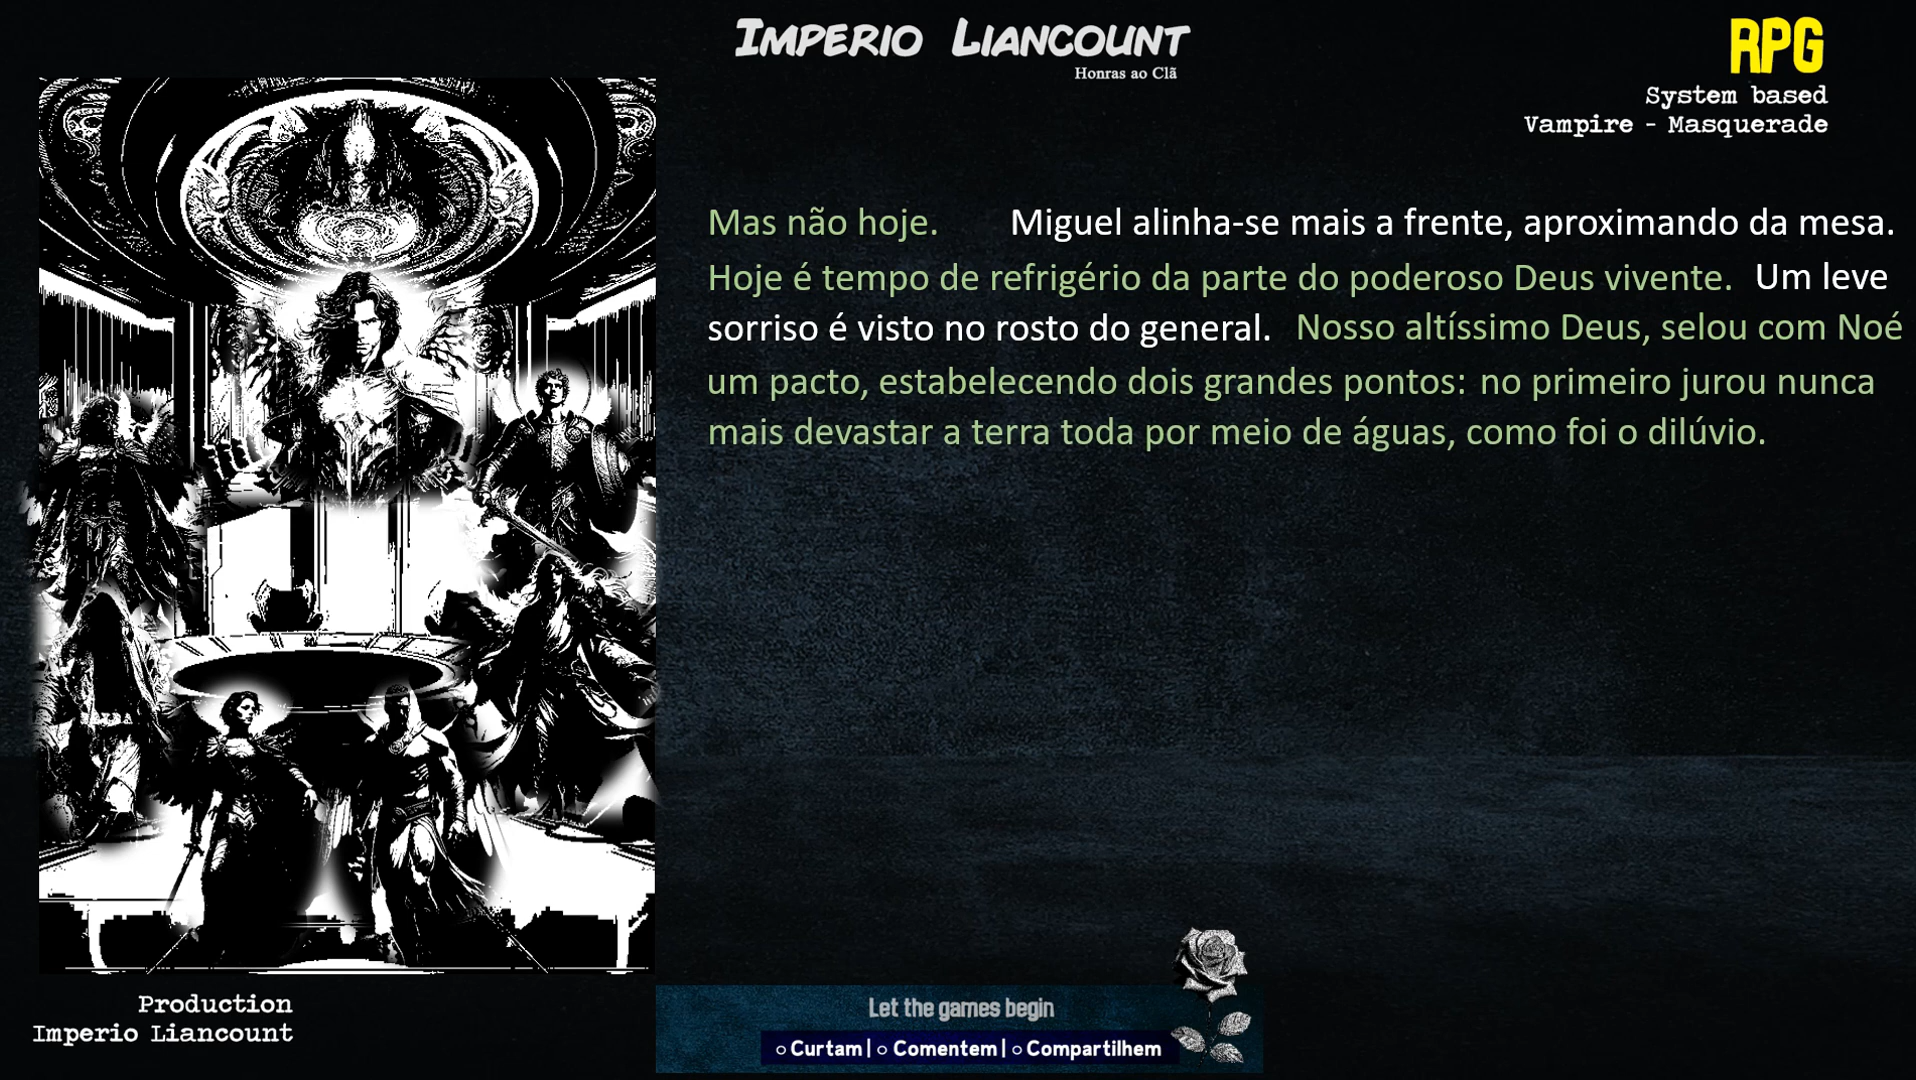 IMPERIO LIANCOUNT
Honras ao Clã
RPG
System based
Vampire - Masquerade
Mas não hoje. Miguel alinha-se mais a frente, aproximando da mesa.
Hoje é tempo de refrigério da parte do poderoso Deus vivente. Um leve
sorriso é visto no rosto do general. Nosso altíssimo Deus, selou com Noé
um pacto, estabelecendo dois grandes pontos: no primeiro jurou nunca
mais devastar a terra toda por meio de águas, como foi o dilúvio.
Production
Imperio Liancount
Let the games begin
○ Curtam | ○ Comentem | ○ Compartilhem